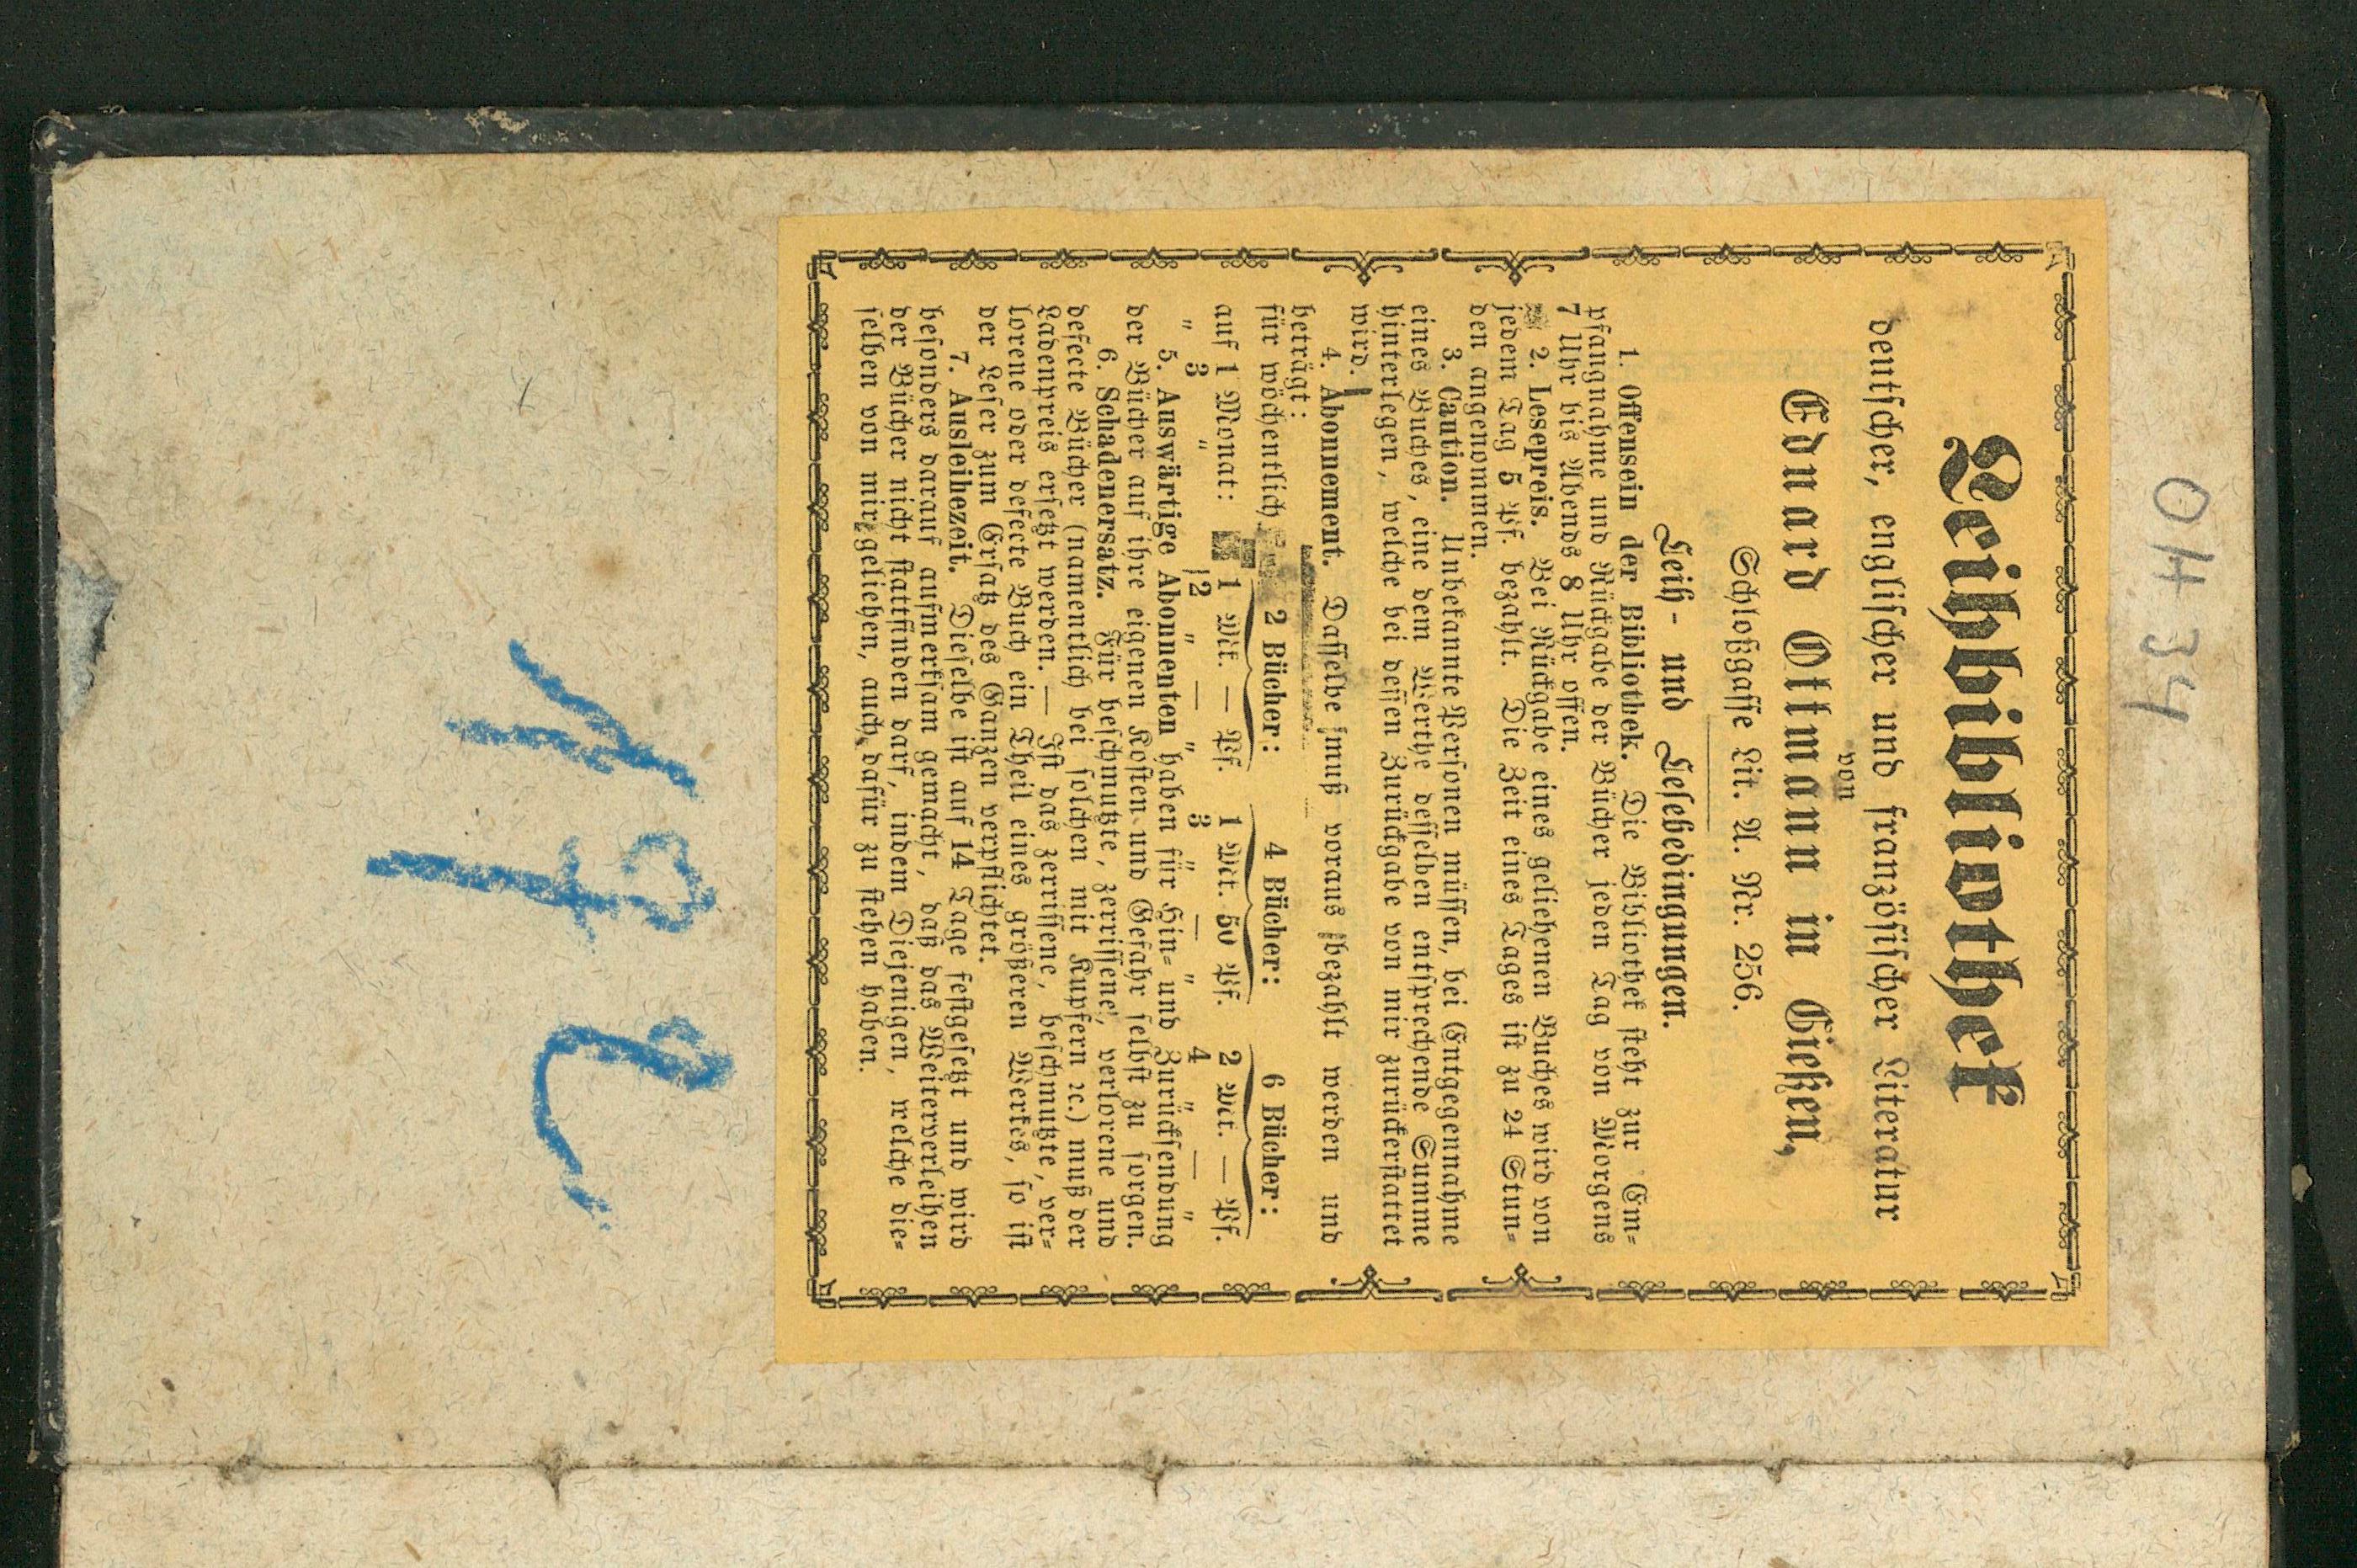 OH 34
Leihbibliothek
deutscher, englischer und französischer Literatur
von
Eduard Ottmann in Gießen,
Schloßgasse Lit. A. Nr. 256.
Leih- und Lesebedingungen.
1. Offensein der Bibliothek. Die Bibliothek steht zur Em-
pfangnahme und Rückgabe der Bücher jeden Tag von Morgens
7 Uhr bis Abends 8 Uhr offen.
2. Lesepreis. Bei Rückgabe eines geliehenen Buches wird von
jedem Tag 5 Pf. bezahlt. Die Zeit eines Tages ist zu 24 Stun-
den angenommen.
3. Caution. Unbekannte Personen müssen, bei Entgegennahme
eines Buches, eine dem Werthe desselben entsprechende Summe
hinterlegen, welche bei dessen Zurückgabe von mir zurückerstattet
wird.
4. Abonnement. Dasselbe muß voraus bezahlt werden und
beträgt:
für wöchentlich 2 Bücher: 4 Bücher: 6 Bücher:
auf 1 Monat: 1 Mk. — Pf. 1 Mk. 50 Pf. 2 Mk. — Pf.
" 3 " 2 " — " 3 " — " 4 " — "
5. Auswärtige Abonnenten haben für Hin- und Zurücksendung
der Bücher auf ihre eigenen Kosten und Gefahr selbst zu sorgen.
6. Schadenersatz. Für beschmutzte, zerrissene, verlorene und
defecte Bücher (namentlich bei solchen mit Kupfern ꝛc.) muß der
Ladenpreis ersetzt werden. — Ist das zerrissene, beschmutzte, ver-
lorene oder defecte Buch ein Theil eines größeren Werkes, so ist
der Leser zum Ersatz des Ganzen verpflichtet.
7. Ausleihezeit. Dieselbe ist auf 14 Tage festgesetzt und wird
besonders darauf aufmerksam gemacht, daß das Weiterverleihen
der Bücher nicht stattfinden darf, indem Diejenigen, welche die-
selben von mir geliehen, auch dafür zu stehen haben.